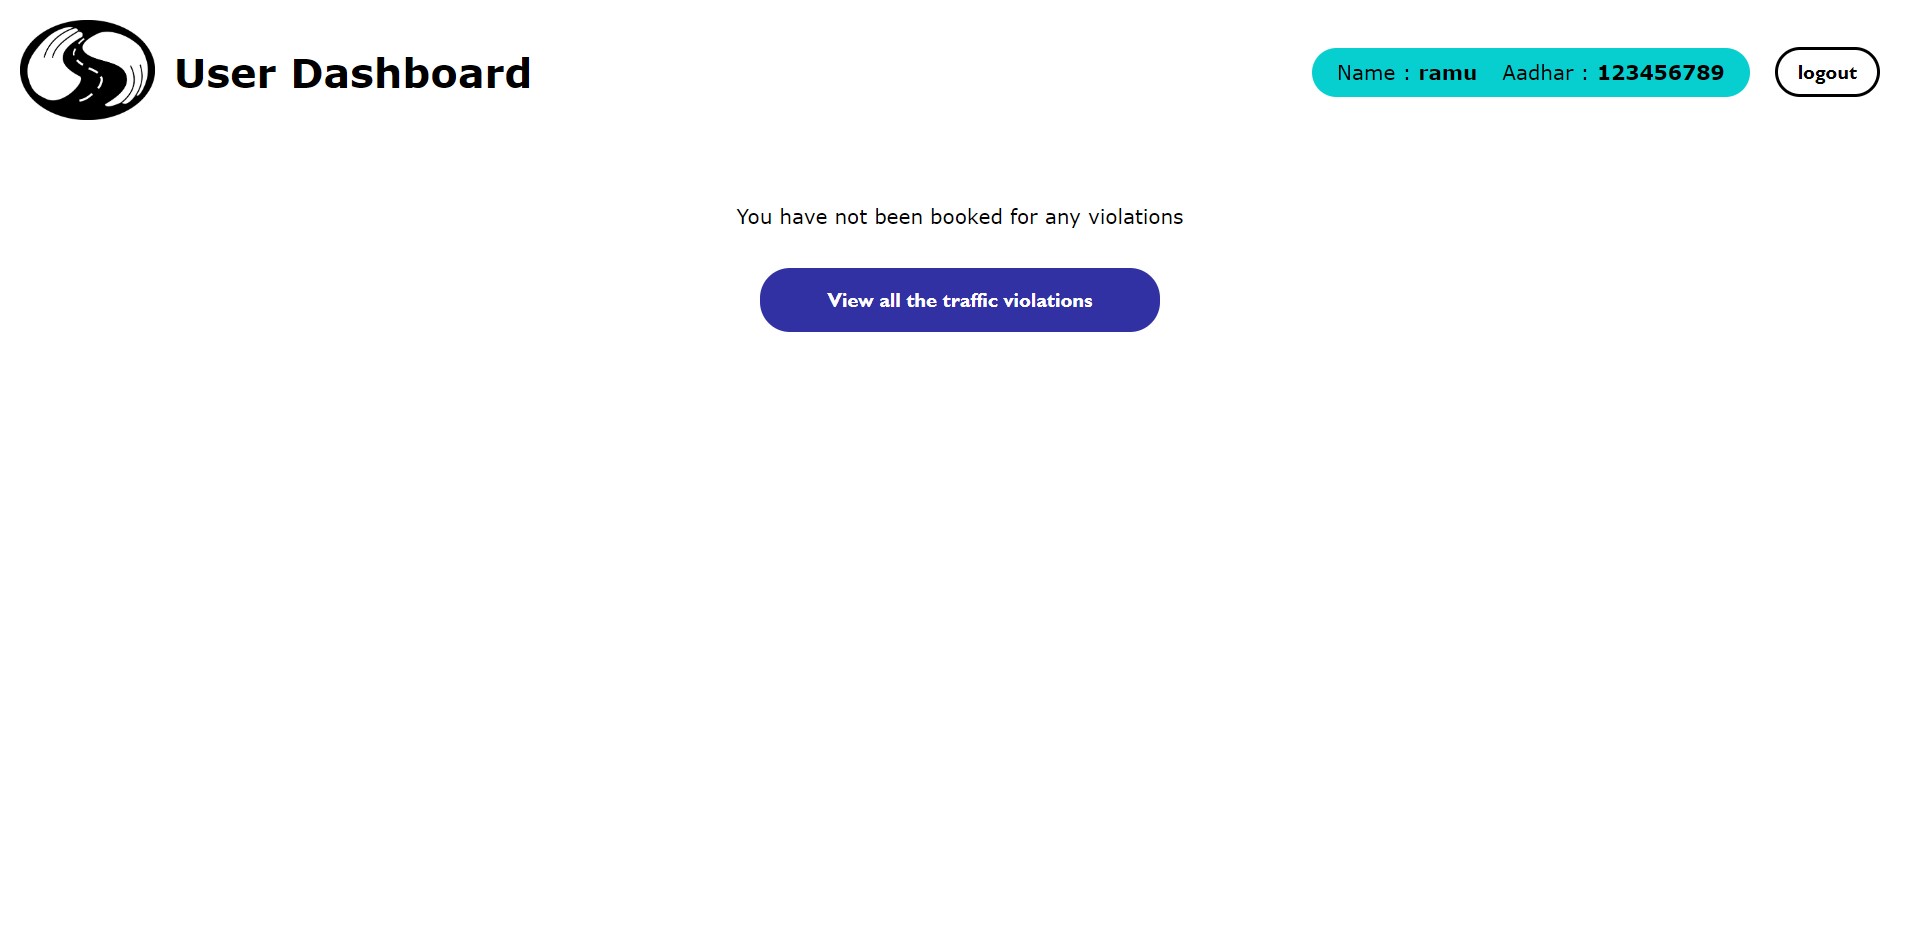 User Dashboard
Name : ramu Aadhar : 123456789
logout
You have not been booked for any violations
View all the traffic violations